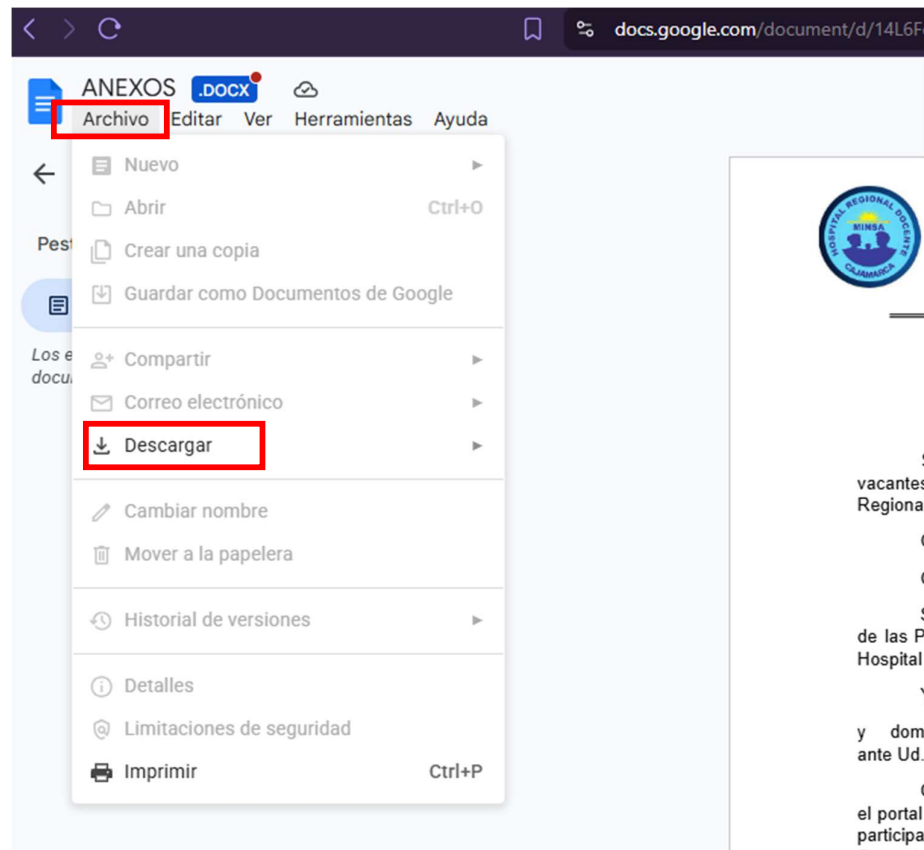 docs.google.com/document/d/14L6F
ANEXOS .DOCX
Archivo Editar Ver Herramientas Ayuda
Nuevo
Abrir Ctrl+O
Crear una copia
Guardar como Documentos de Google
Compartir
Correo electrónico
Descargar
Cambiar nombre
Mover a la papelera
Historial de versiones
Detalles
Limitaciones de seguridad
Imprimir Ctrl+P
Pest
Los e
docu
HOSPITAL REGIONAL DOCENTE
MINSA
CAJAMARCA
vacantes
Regiona
de las P
Hospital
y dom
ante Ud.
el portal
participa